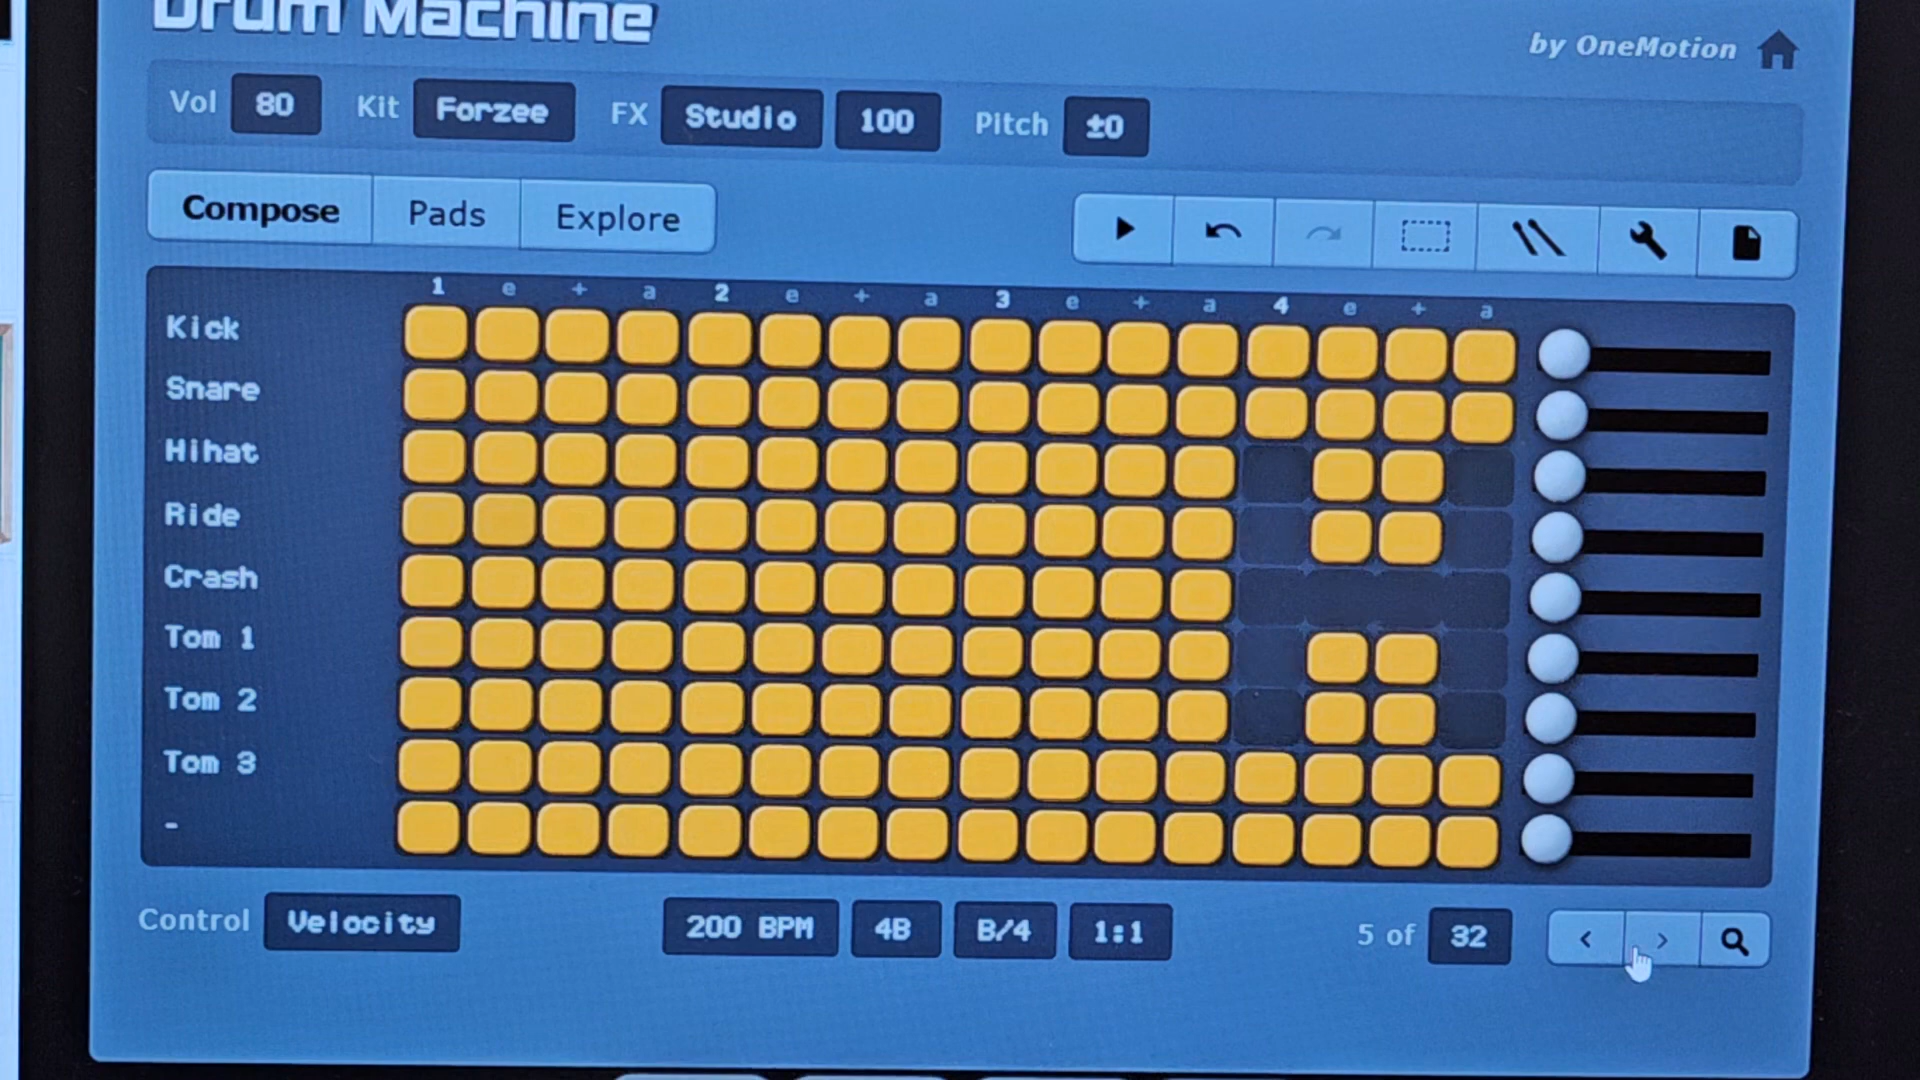 Drum Machine
by OneMotion
Vol 80 Kit Forzee FX Studio 100 Pitch ±0
Compose Pads Explore
1 e + a 2 e + a 3 e + a 4 e + a
Kick
Snare
Hihat
Ride
Crash
Tom 1
Tom 2
Tom 3
-
Control Velocity 200 BPM 4B B/4 1:1 5 of 32 < >